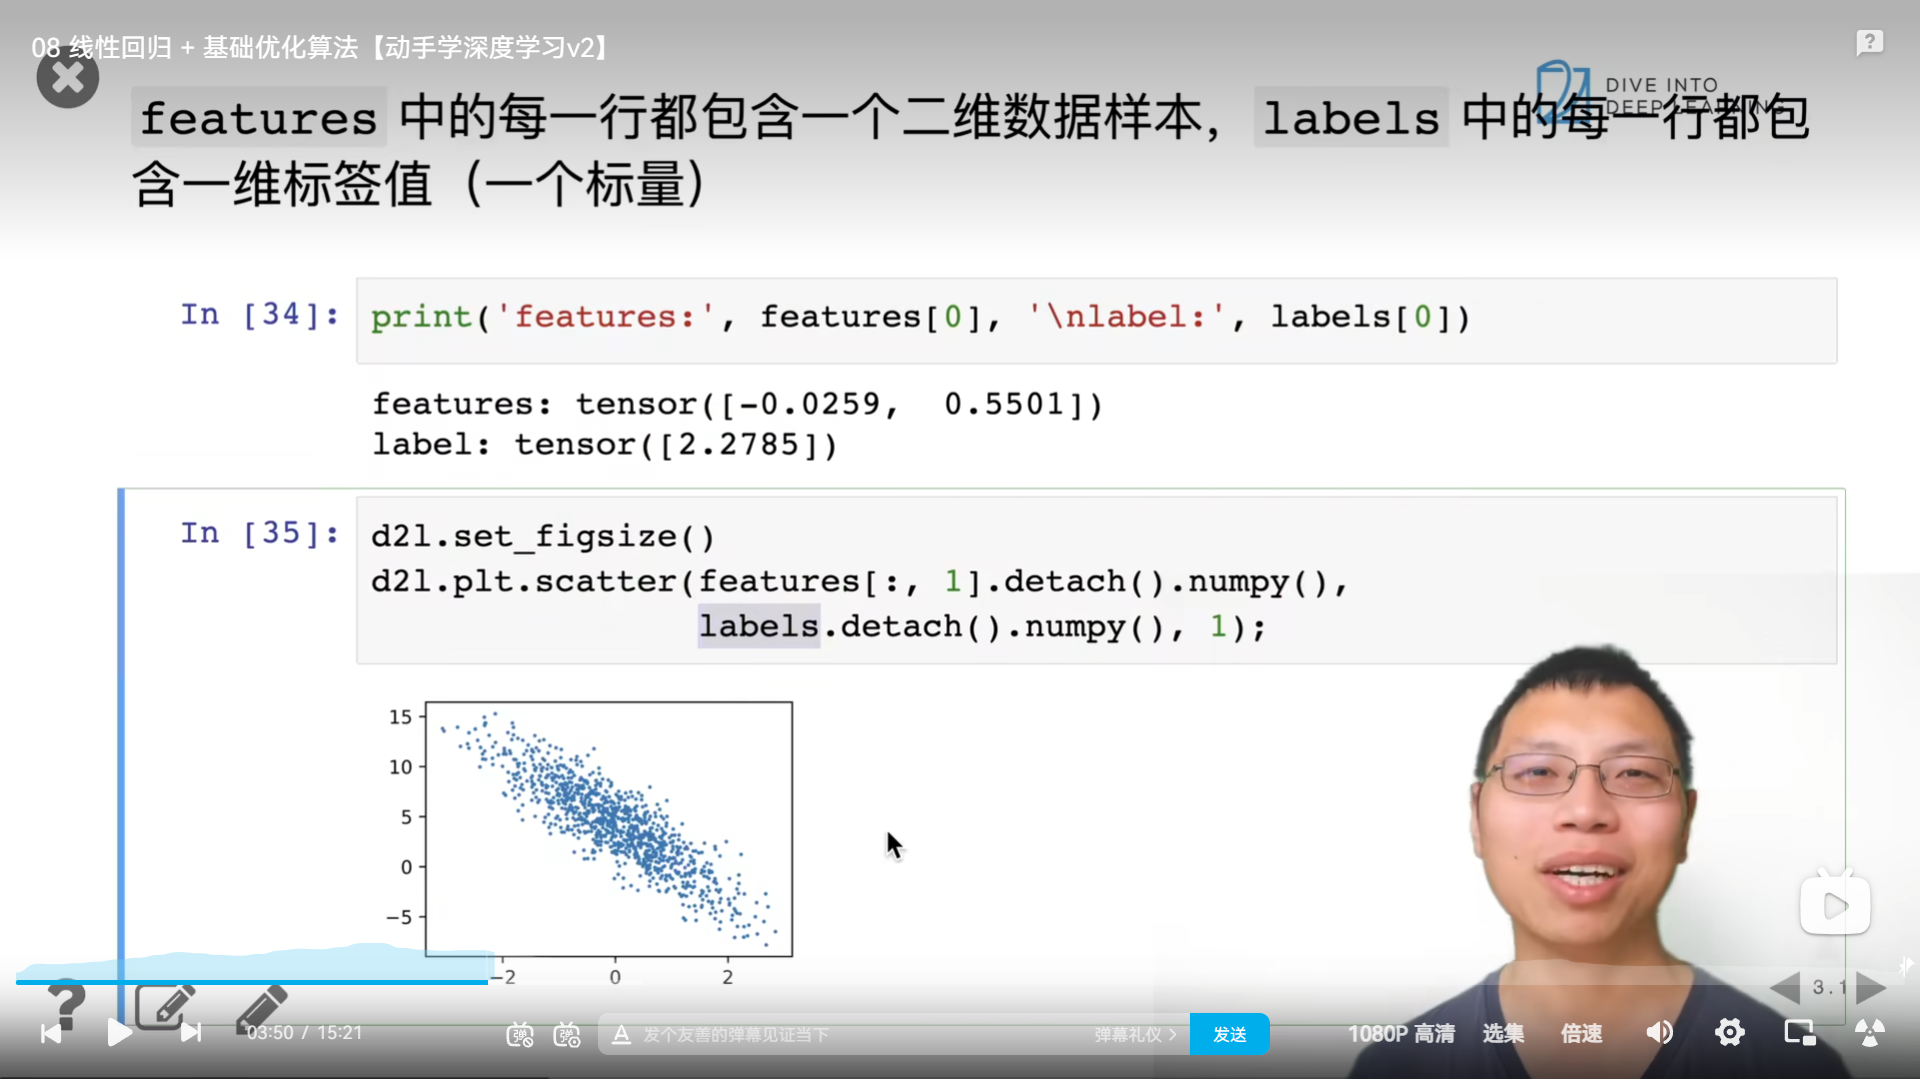 08 线性回归 + 基础优化算法【动手学深度学习v2】
DIVE INTO
DEEP LEARNING
features 中的每一行都包含一个二维数据样本，labels 中的每一行都包
含一维标签值（一个标量）
In [34]: print('features:', features[0], '\nlabel:', labels[0])
features: tensor([-0.0259,  0.5501])
label: tensor([2.2785])
In [35]: d2l.set_figsize()
d2l.plt.scatter(features[:, 1].detach().numpy(),
labels.detach().numpy(), 1);
15
10
5
0
−5
−2 0 2
3.1
03:50 / 15:21
弹 弹
A 发个友善的弹幕见证当下 弹幕礼仪 > 发送
1080P 高清 选集 倍速